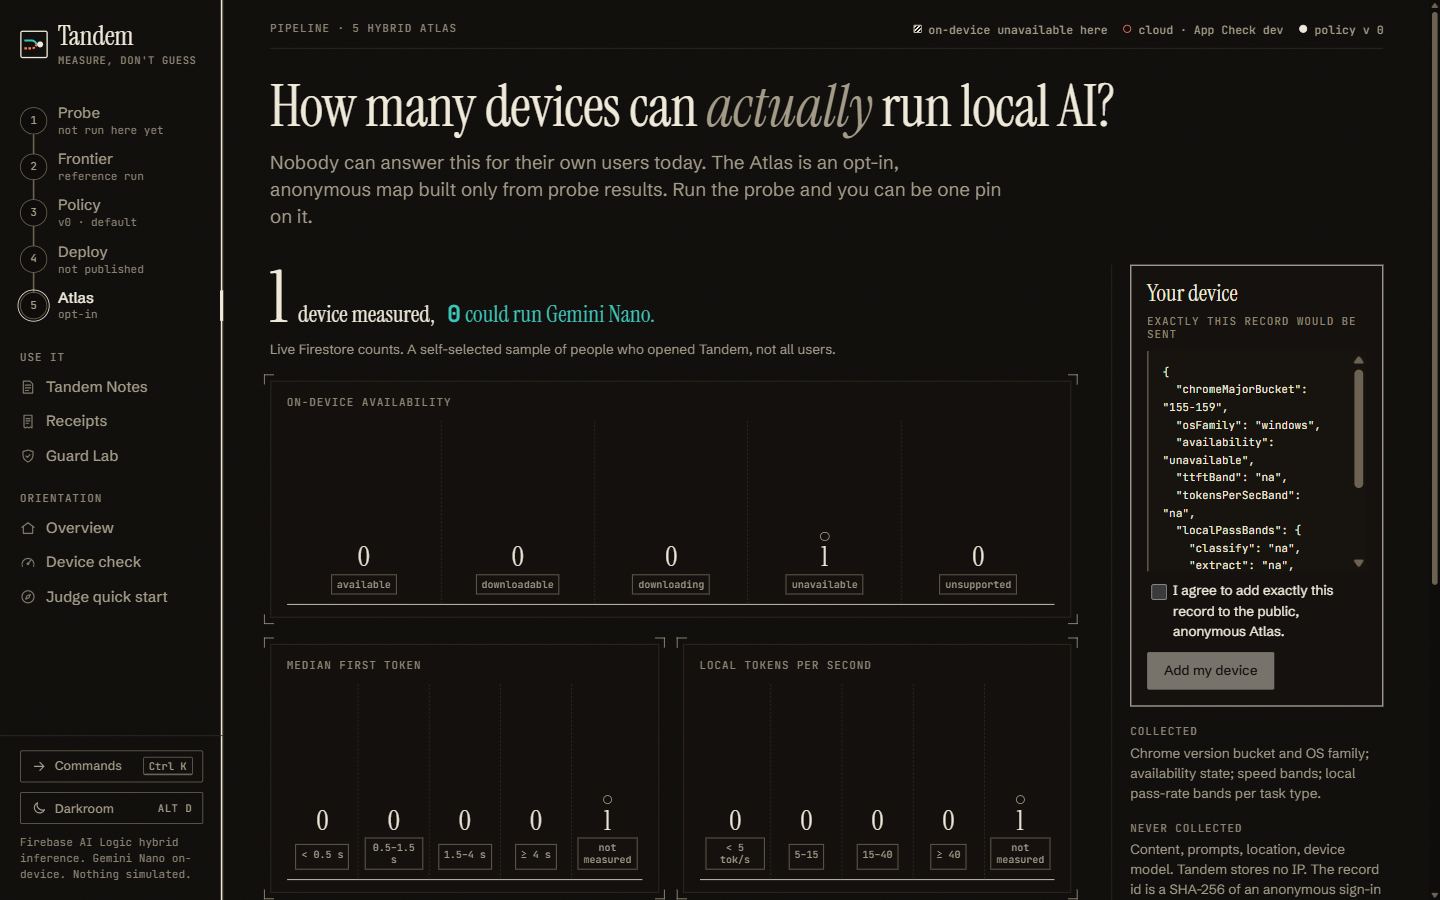 Tandem
MEASURE, DON'T GUESS
1
Probe
not run here yet
2
Frontier
reference run
3
Policy
v0 · default
4
Deploy
not published
5
Atlas
opt-in
USE IT
Tandem Notes
Receipts
Guard Lab
ORIENTATION
Overview
Device check
Judge quick start
Commands Ctrl K
Darkroom ALT D
Firebase AI Logic hybrid
inference. Gemini Nano on-
device. Nothing simulated.
PIPELINE · 5 HYBRID ATLAS
on-device unavailable here cloud · App Check dev policy v 0
How many devices can actually run local AI?
Nobody can answer this for their own users today. The Atlas is an opt-in,
anonymous map built only from probe results. Run the probe and you can be one pin
on it.
1 device measured, 0 could run Gemini Nano.
Live Firestore counts. A self-selected sample of people who opened Tandem, not all users.
ON-DEVICE AVAILABILITY
0 0 0 1 0
available downloadable downloading unavailable unsupported
MEDIAN FIRST TOKEN
0 0 0 0 1
< 0.5 s 0.5–1.5 s 1.5–4 s ≥ 4 s not measured
LOCAL TOKENS PER SECOND
0 0 0 0 1
< 5 tok/s 5–15 15–40 ≥ 40 not measured
Your device
EXACTLY THIS RECORD WOULD BE
SENT
{
"chromeMajorBucket":
"155-159",
"osFamily": "windows",
"availability":
"unavailable",
"ttftBand": "na",
"tokensPerSecBand":
"na",
"localPassBands": {
"classify": "na",
"extract": "na",
I agree to add exactly this
record to the public,
anonymous Atlas.
Add my device
COLLECTED
Chrome version bucket and OS family;
availability state; speed bands; local
pass-rate bands per task type.
NEVER COLLECTED
Content, prompts, location, device
model. Tandem stores no IP. The record
id is a SHA-256 of an anonymous sign-in